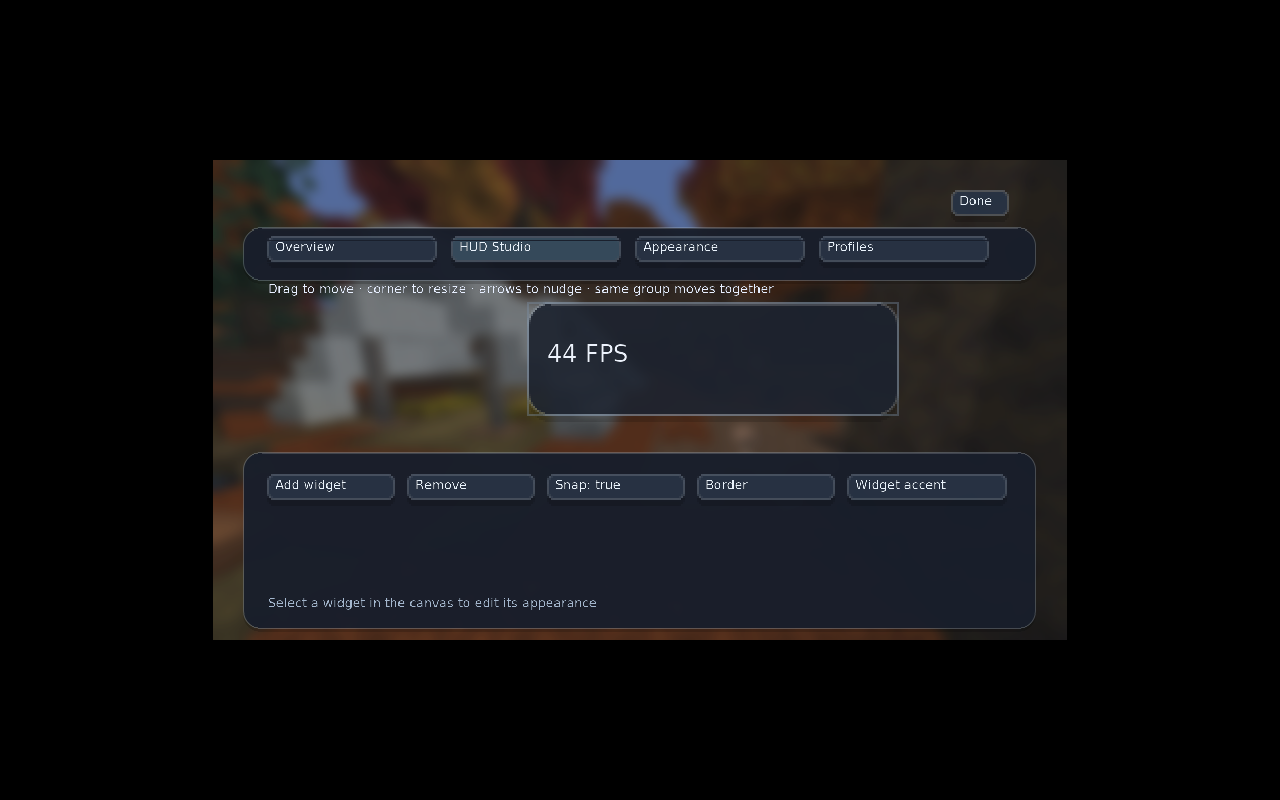 Done
Overview HUD Studio Appearance Profiles
Drag to move · corner to resize · arrows to nudge · same group moves together
44 FPS
Add widget Remove Snap: true Border Widget accent
Select a widget in the canvas to edit its appearance